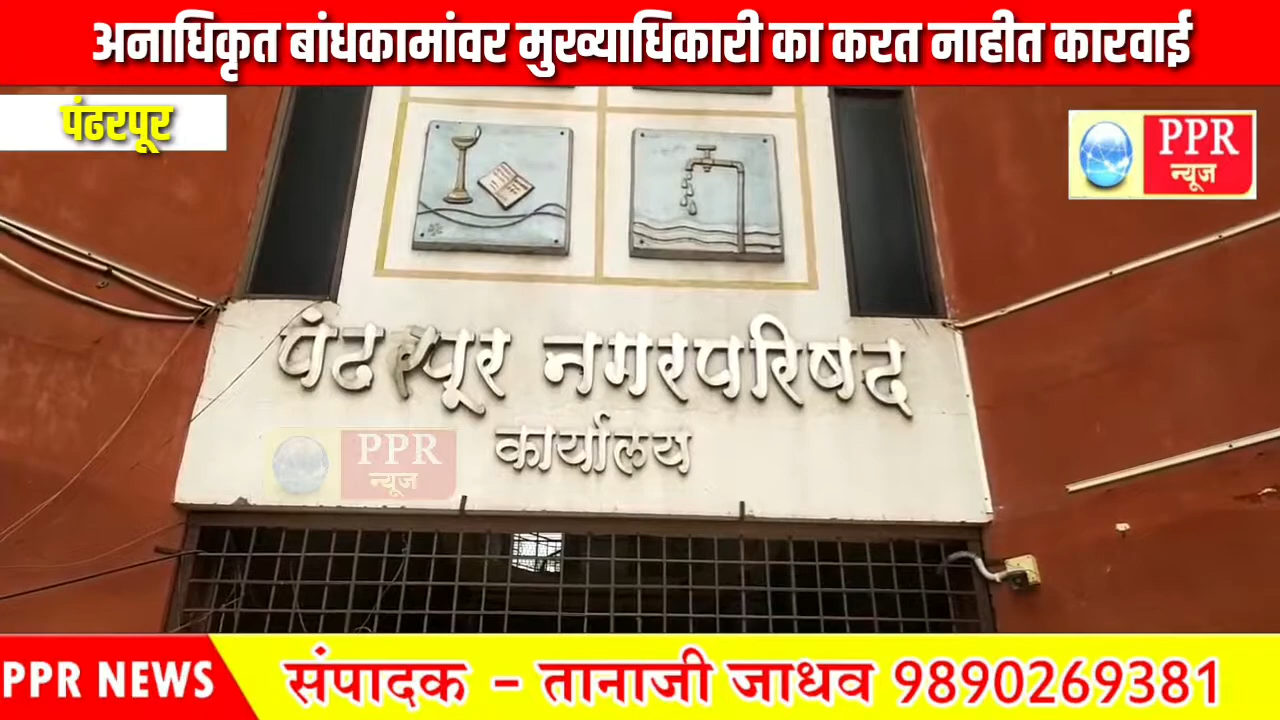 अनाधिकृत बांधकामांवर मुख्याधिकारी का करत नाहीत कारवाई
पंढरपूर
PPR
न्यूज
पंढरपूर नगरपरिषद
कार्यालय
PPR
न्यूज
PPR NEWS
संपादक - तानाजी जाधव 9890269381